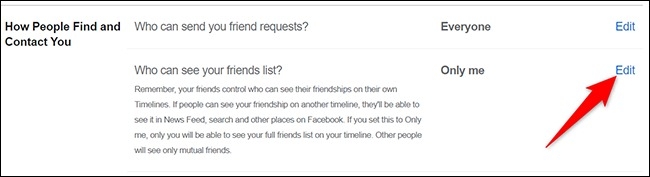 How People Find and
Contact You
Who can send you friend requests? Everyone Edit
Who can see your friends list? Only me Edit
Remember, your friends control who can see their friendships on their own
Timelines. If people can see your friendship on another timeline, they'll be able to
see it in News Feed, search and other places on Facebook. If you set this to Only
me, only you will be able to see your full friends list on your timeline. Other people
will see only mutual friends.